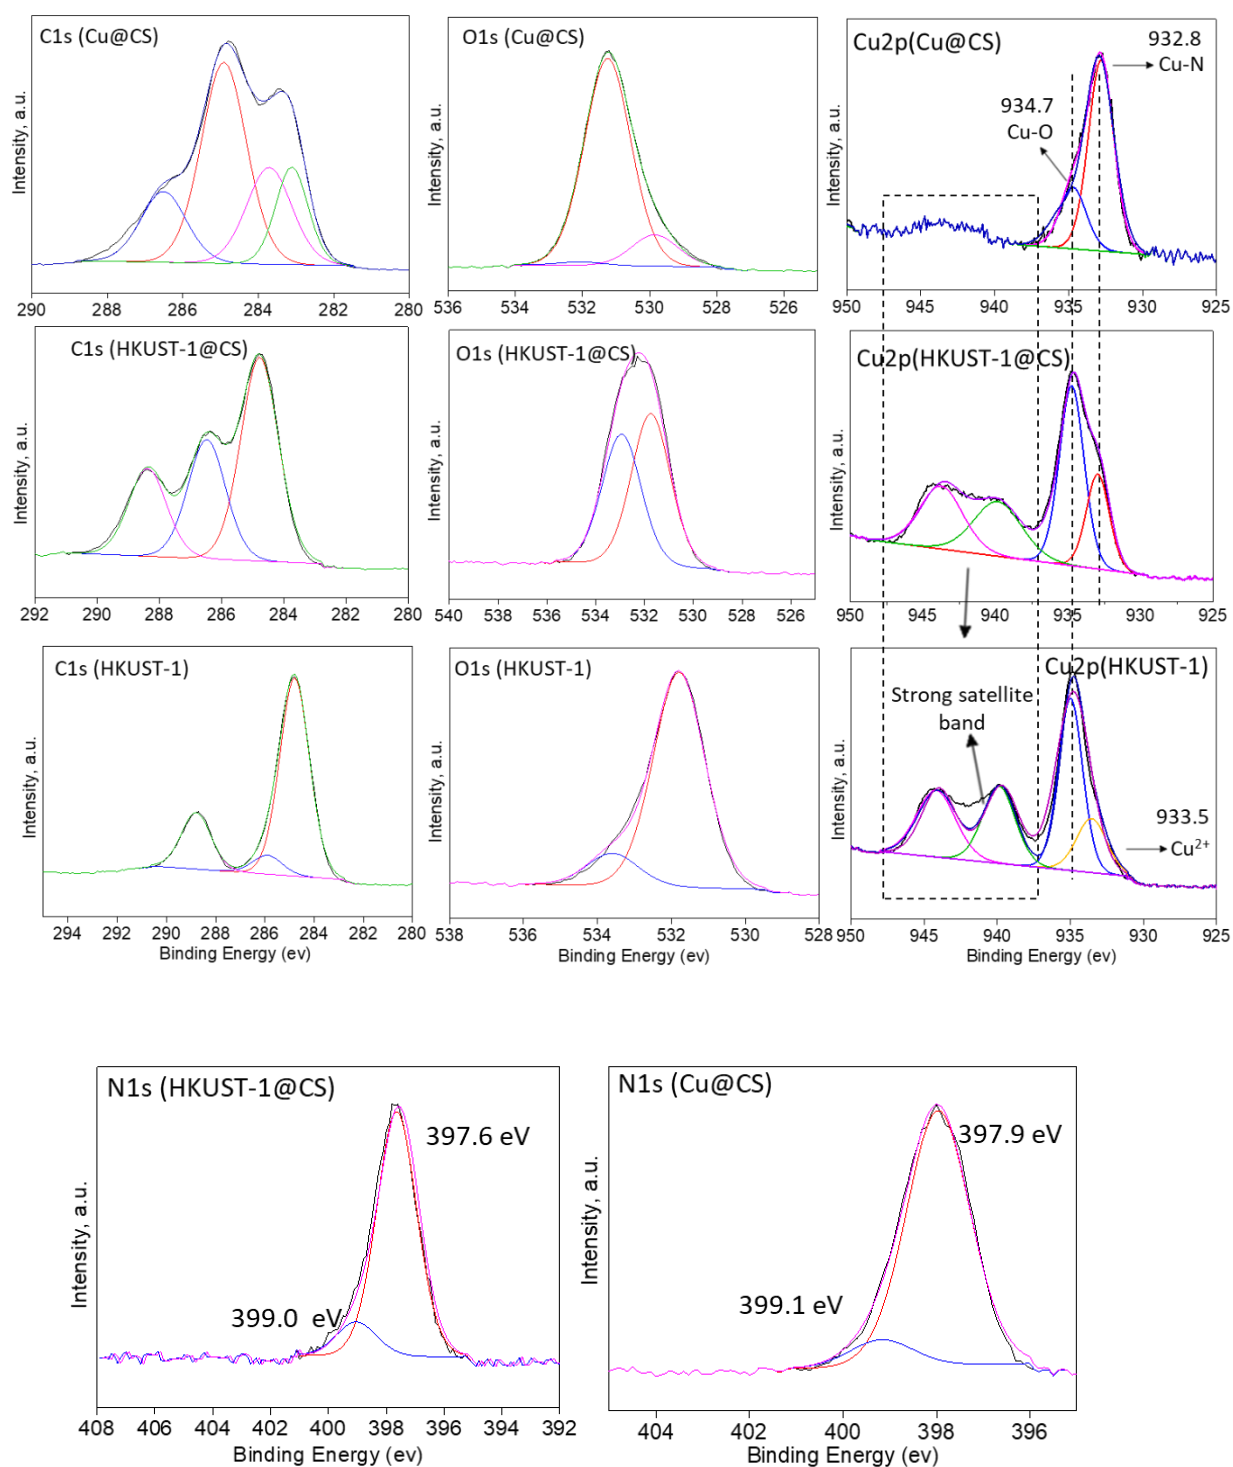 C1s (Cu@CS)
Intensity, a.u.
290 288 286 284 282 280
O1s (Cu@CS)
Intensity, a.u.
536 534 532 530 528 526
Cu2p(Cu@CS)
932.8
Cu-N
934.7
Cu-O
Intensity, a.u.
950 945 940 935 930 925
C1s (HKUST-1@CS)
Intensity, a.u.
292 290 288 286 284 282 280
O1s (HKUST-1@CS)
Intensity, a.u.
540 538 536 534 532 530 528 526
Cu2p(HKUST-1@CS)
Intensity, a.u.
950 945 940 935 930 925
C1s (HKUST-1)
Intensity, a.u.
294 292 290 288 286 284 282 280
Binding Energy (ev)
O1s (HKUST-1)
Intensity, a.u.
538 536 534 532 530 528
Binding Energy (ev)
Cu2p(HKUST-1)
Strong satellite
band
933.5
Cu²⁺
Intensity, a.u.
950 945 940 935 930 925
Binding Energy (ev)
N1s (HKUST-1@CS)
397.6 eV
399.0 eV
Intensity, a.u.
408 406 404 402 400 398 396 394 392
Binding Energy (ev)
N1s (Cu@CS)
397.9 eV
399.1 eV
Intensity, a.u.
404 402 400 398 396
Binding Energy (ev)